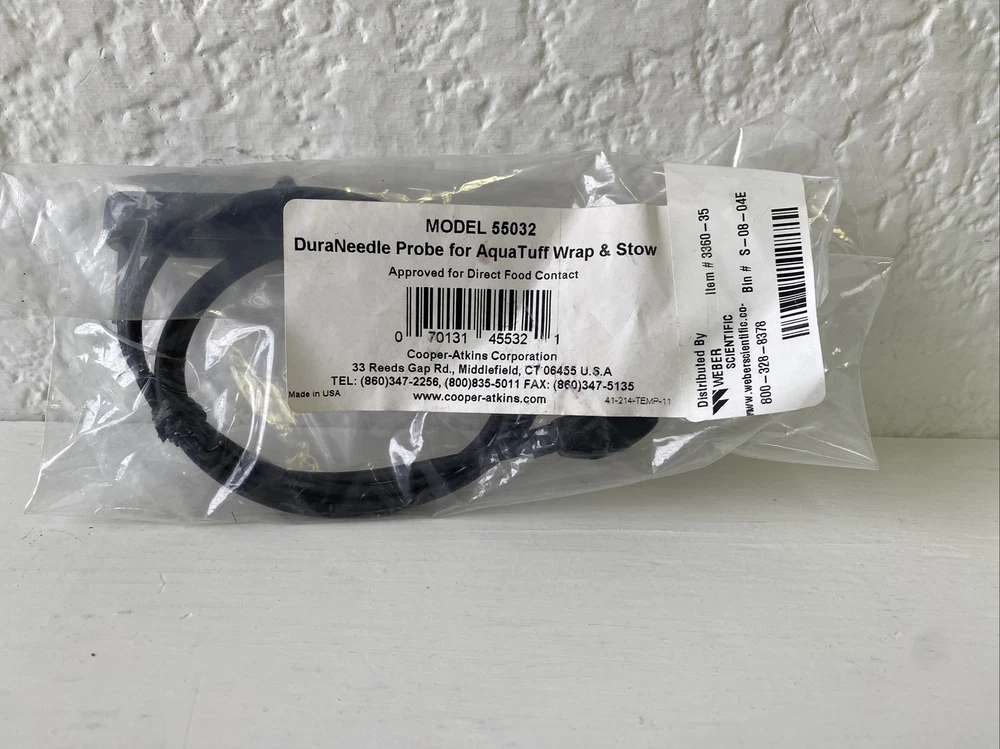 MODEL 55032
DuraNeedle Probe for AquaTuff Wrap & Stow
Approved for Direct Food Contact
0 70131 45532 1
Cooper-Atkins Corporation
33 Reeds Gap Rd., Middlefield, CT 06455 U.S.A
TEL: (860)347-2256, (800)835-5011 FAX: (860)347-5135
Made in USA
www.cooper-atkins.com
41-214-TEMP-11
Item # 3360-35
Bin # S-08-04E
Distributed By
WEBER
SCIENTIFIC
800-328-8378